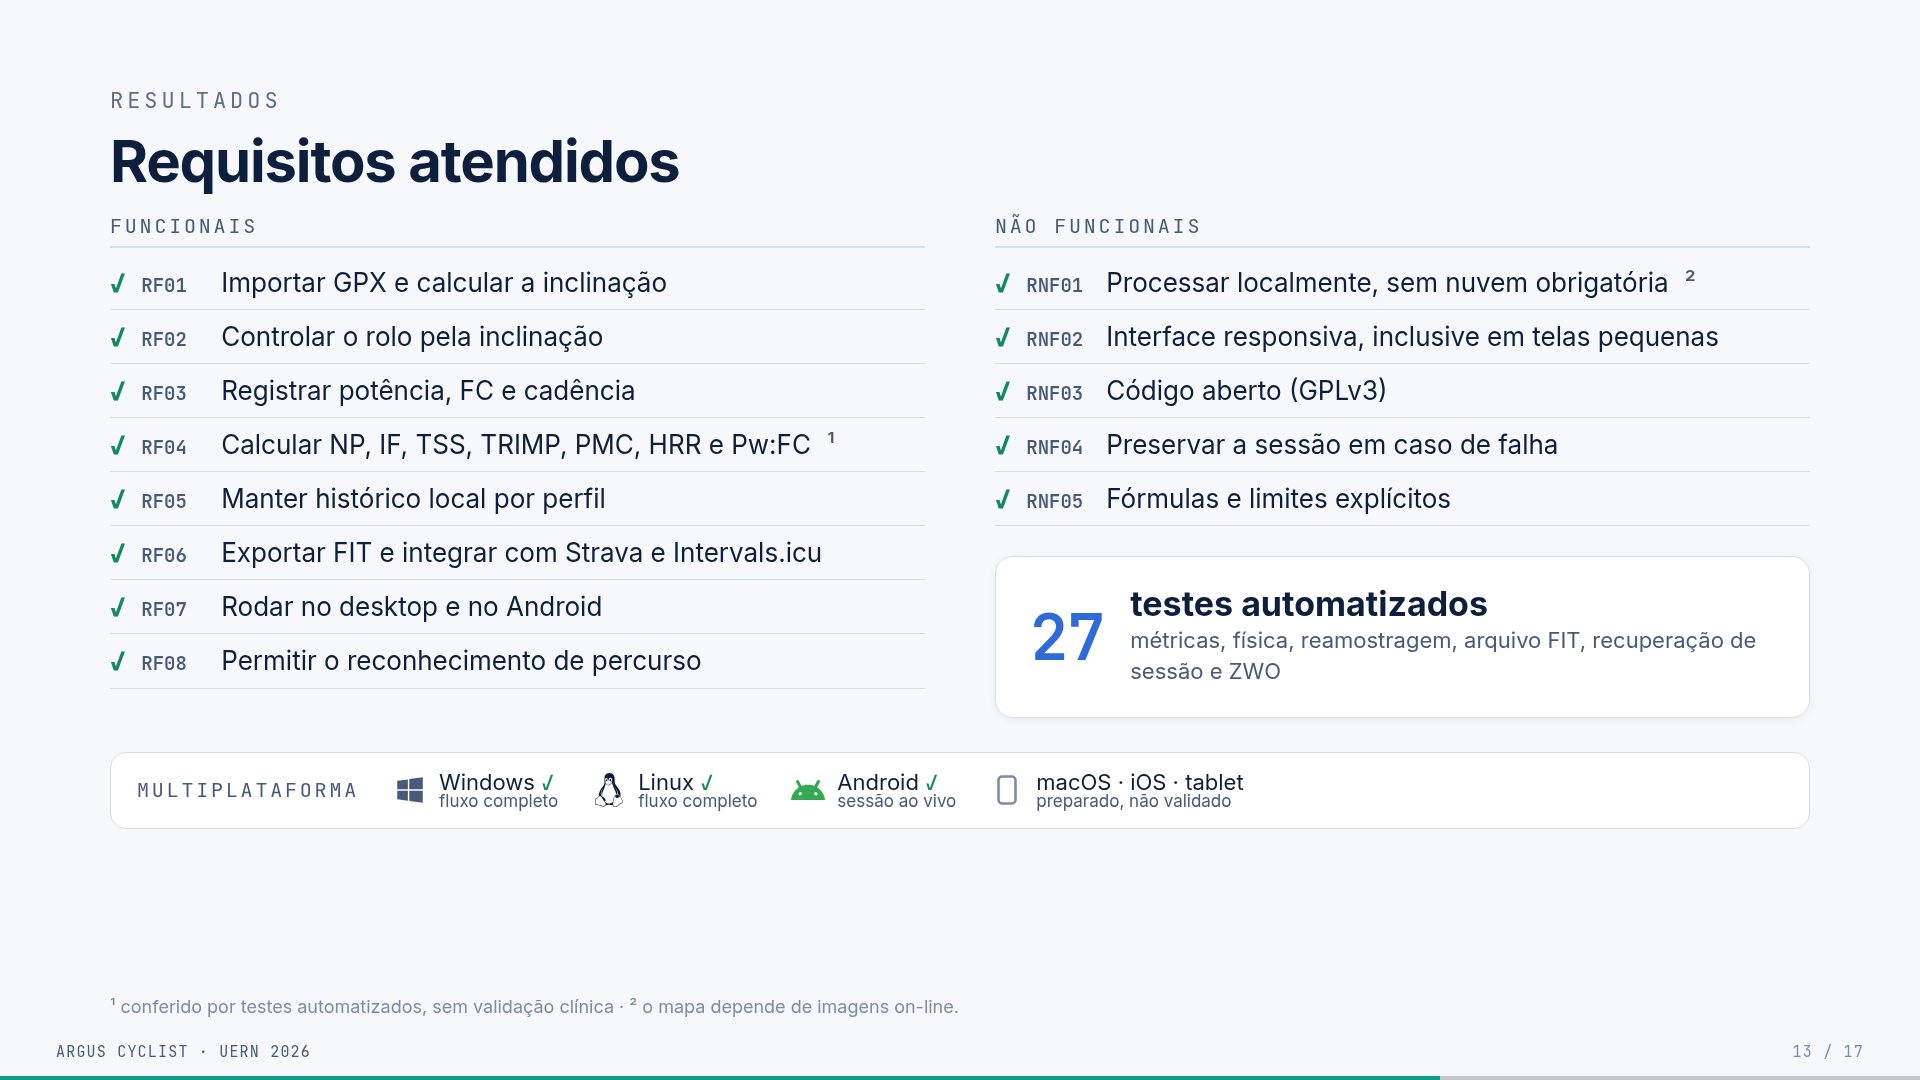 RESULTADOS
Requisitos atendidos
FUNCIONAIS
✓ RF01 Importar GPX e calcular a inclinação
✓ RF02 Controlar o rolo pela inclinação
✓ RF03 Registrar potência, FC e cadência
✓ RF04 Calcular NP, IF, TSS, TRIMP, PMC, HRR e Pw:FC ¹
✓ RF05 Manter histórico local por perfil
✓ RF06 Exportar FIT e integrar com Strava e Intervals.icu
✓ RF07 Rodar no desktop e no Android
✓ RF08 Permitir o reconhecimento de percurso
NÃO FUNCIONAIS
✓ RNF01 Processar localmente, sem nuvem obrigatória ²
✓ RNF02 Interface responsiva, inclusive em telas pequenas
✓ RNF03 Código aberto (GPLv3)
✓ RNF04 Preservar a sessão em caso de falha
✓ RNF05 Fórmulas e limites explícitos
27
testes automatizados
métricas, física, reamostragem, arquivo FIT, recuperação de
sessão e ZWO
MULTIPLATAFORMA
Windows ✓
fluxo completo
Linux ✓
fluxo completo
Android ✓
sessão ao vivo
macOS · iOS · tablet
preparado, não validado
¹ conferido por testes automatizados, sem validação clínica · ² o mapa depende de imagens on-line.
ARGUS CYCLIST · UERN 2026
13 / 17